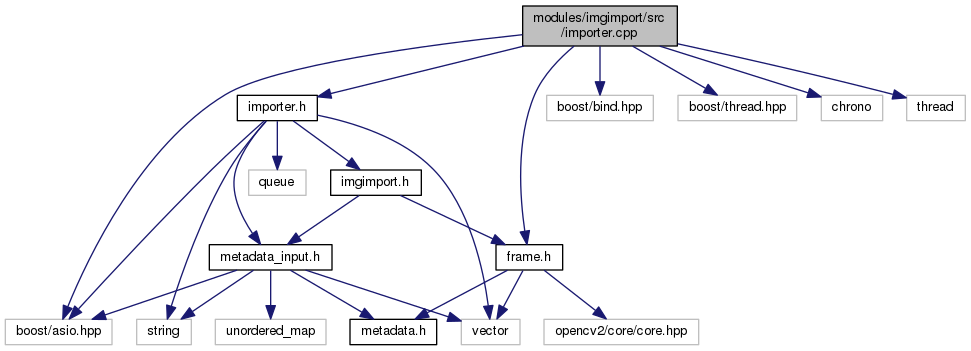 modules/imgimport/src
/importer.cpp
importer.h
boost/bind.hpp
boost/thread.hpp
chrono
thread
queue
imgimport.h
metadata_input.h
frame.h
boost/asio.hpp
string
unordered_map
metadata.h
vector
opencv2/core/core.hpp